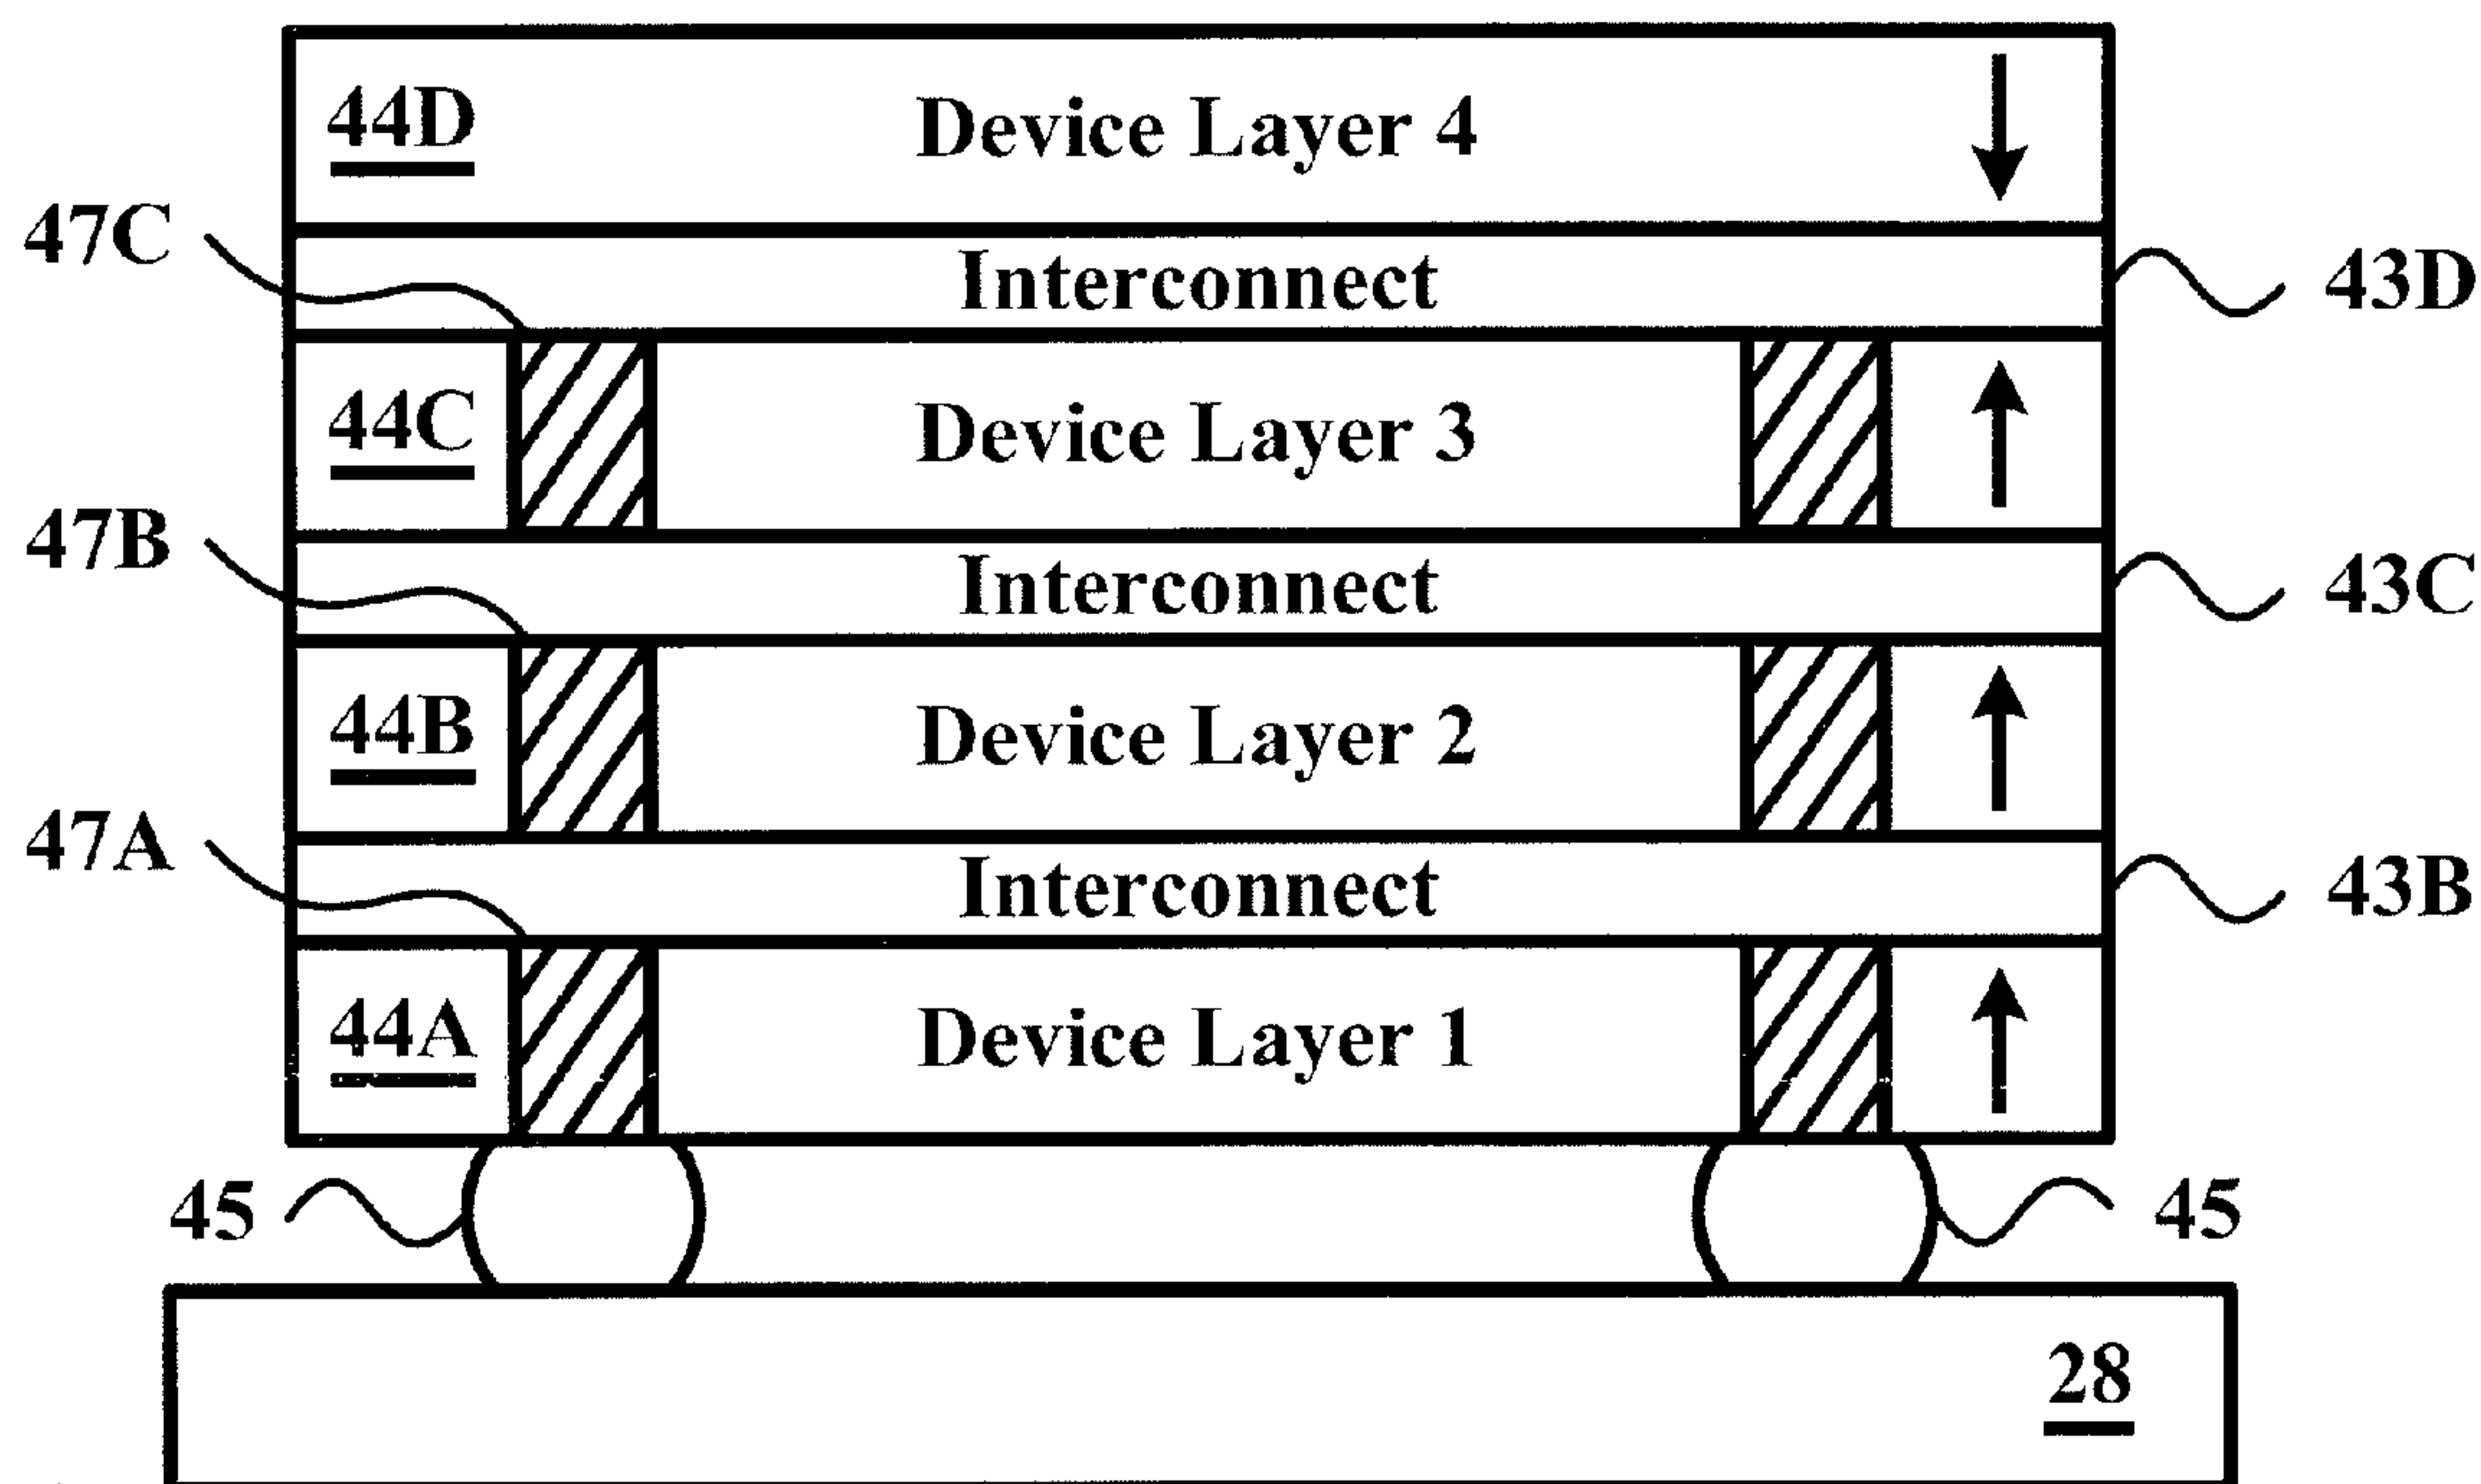 44D Device Layer 4
47C
Interconnect 43D
44C Device Layer 3
47B
Interconnect 43C
44B Device Layer 2
47A
Interconnect 43B
44A Device Layer 1
45 45
28